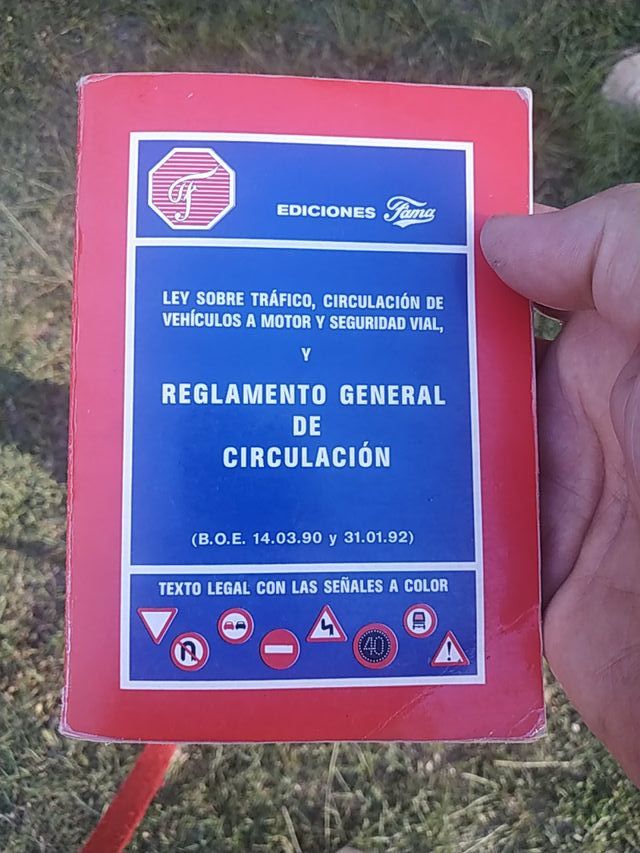 EDICIONES Fama
LEY SOBRE TRÁFICO, CIRCULACIÓN DE
VEHÍCULOS A MOTOR Y SEGURIDAD VIAL,
Y
REGLAMENTO GENERAL
DE
CIRCULACIÓN
(B.O.E. 14.03.90 y 31.01.92)
TEXTO LEGAL CON LAS SEÑALES A COLOR
40